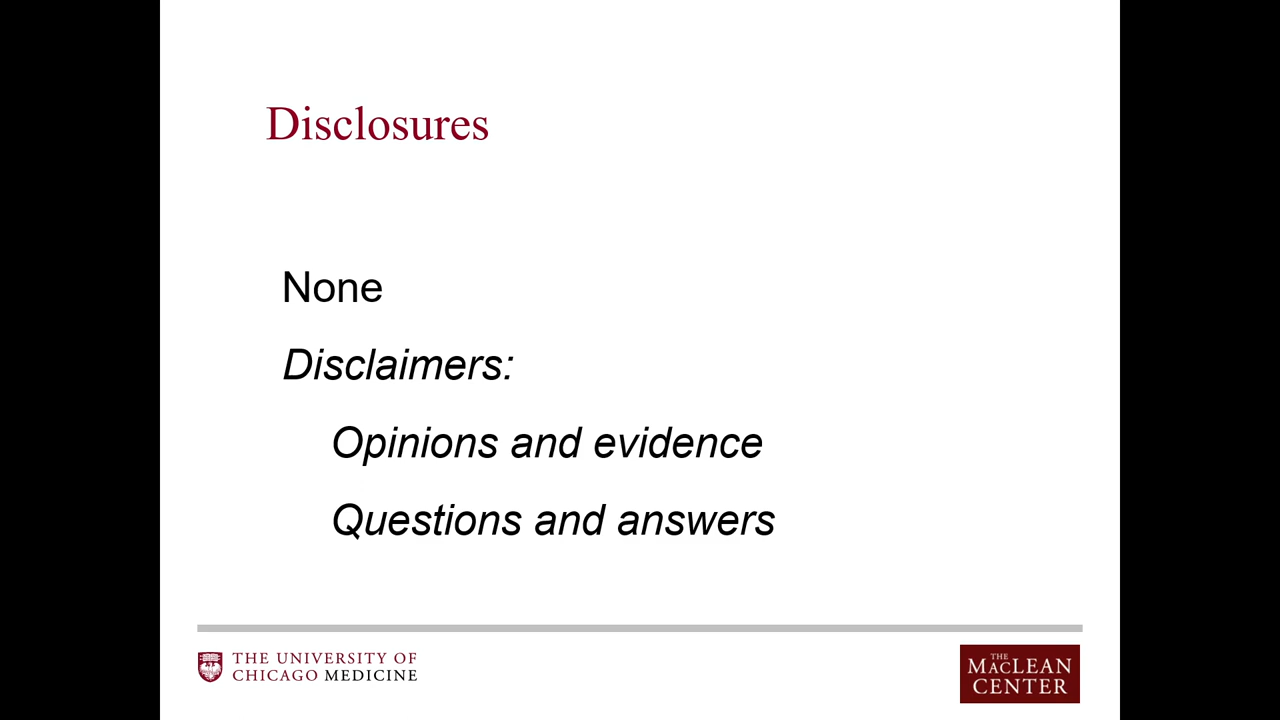 Disclosures
None
Disclaimers:
Opinions and evidence
Questions and answers
THE UNIVERSITY OF
CHICAGO MEDICINE
THE
MACLEAN
CENTER